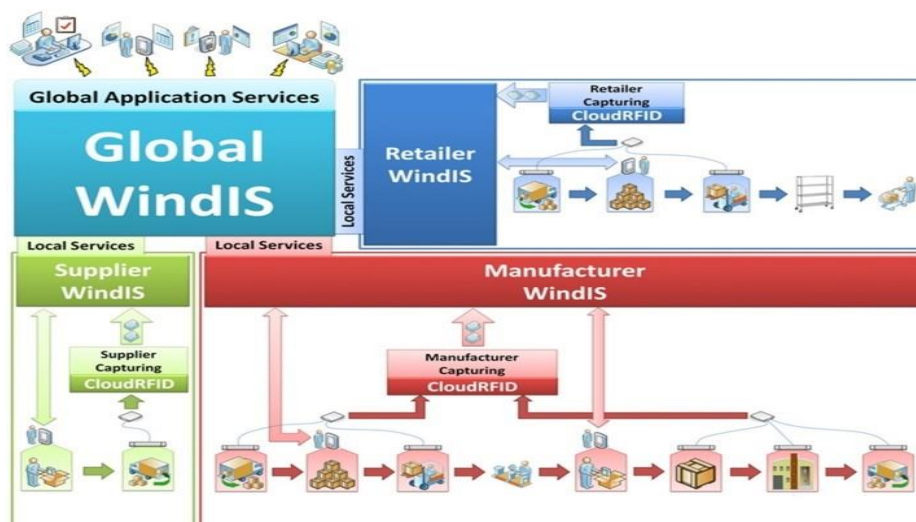 Global Application Services
Global
WindIS
Local Services
Retailer
WindIS
Retailer
Capturing
CloudRFID
Local Services
Supplier
WindIS
Supplier
Capturing
CloudRFID
Local Services
Manufacturer
WindIS
Manufacturer
Capturing
CloudRFID